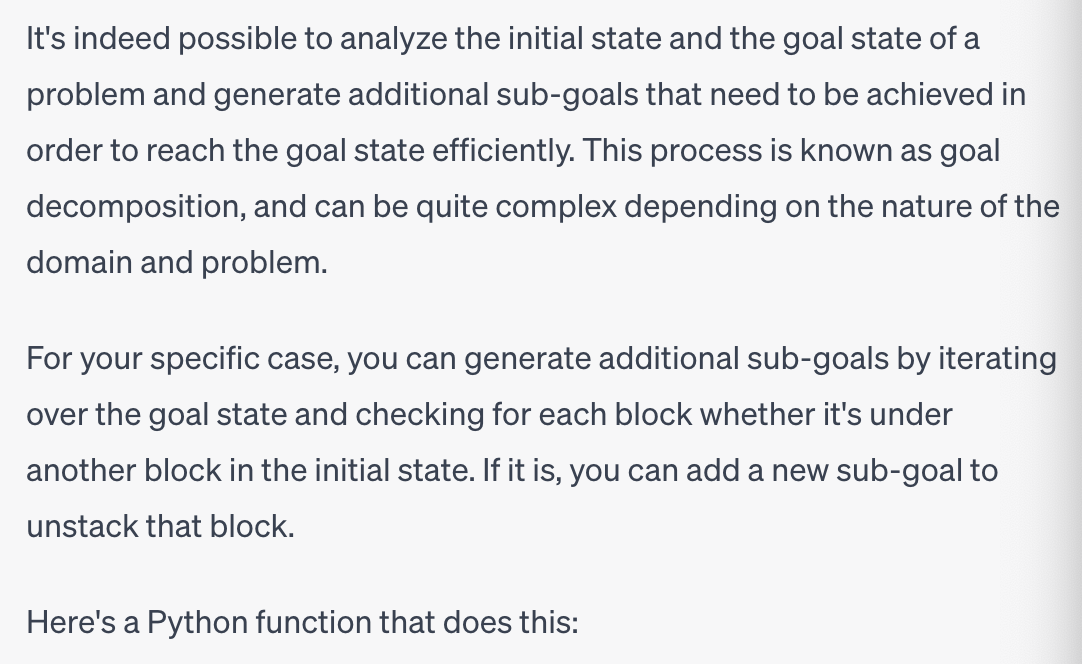 It's indeed possible to analyze the initial state and the goal state of a
problem and generate additional sub-goals that need to be achieved in
order to reach the goal state efficiently. This process is known as goal
decomposition, and can be quite complex depending on the nature of the
domain and problem.
For your specific case, you can generate additional sub-goals by iterating
over the goal state and checking for each block whether it's under
another block in the initial state. If it is, you can add a new sub-goal to
unstack that block.
Here's a Python function that does this: